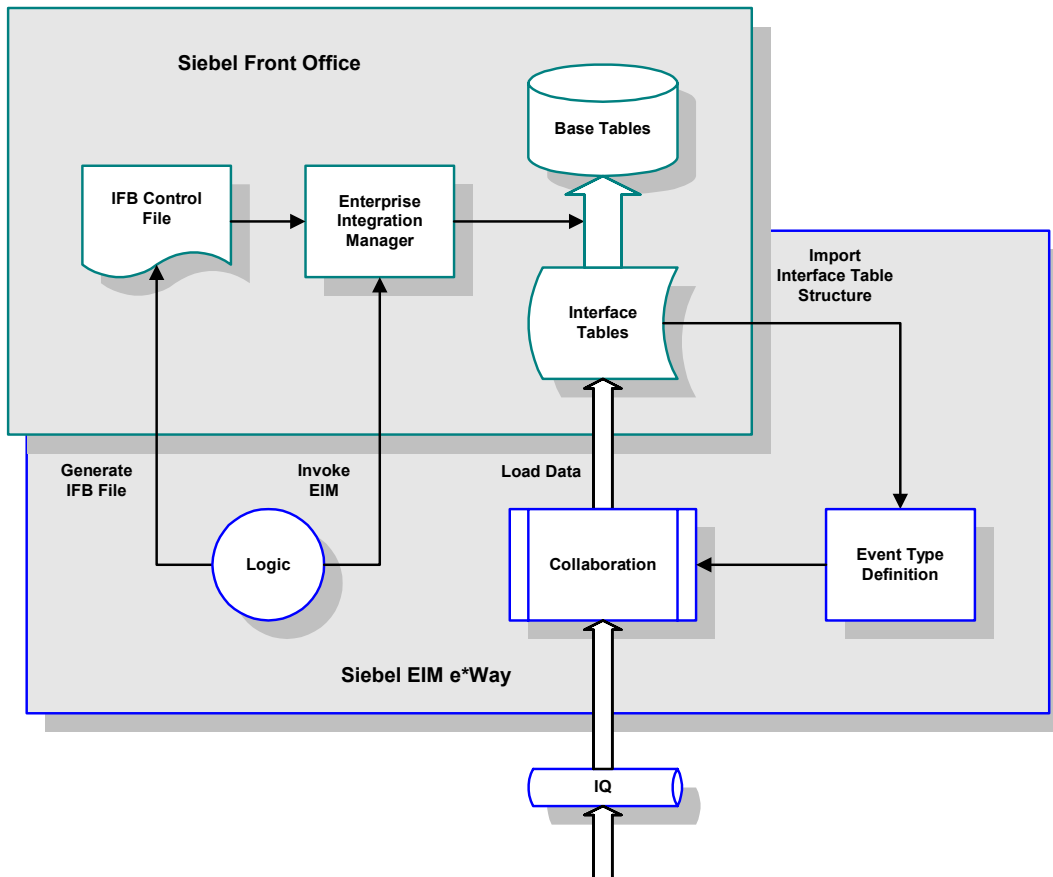 Siebel Front Office
Base Tables
IFB Control
File
Enterprise
Integration
Manager
Import
Interface Table
Structure
Interface
Tables
Generate
IFB File
Invoke
EIM
Load Data
Logic
Collaboration
Event Type
Definition
Siebel EIM e*Way
IQ